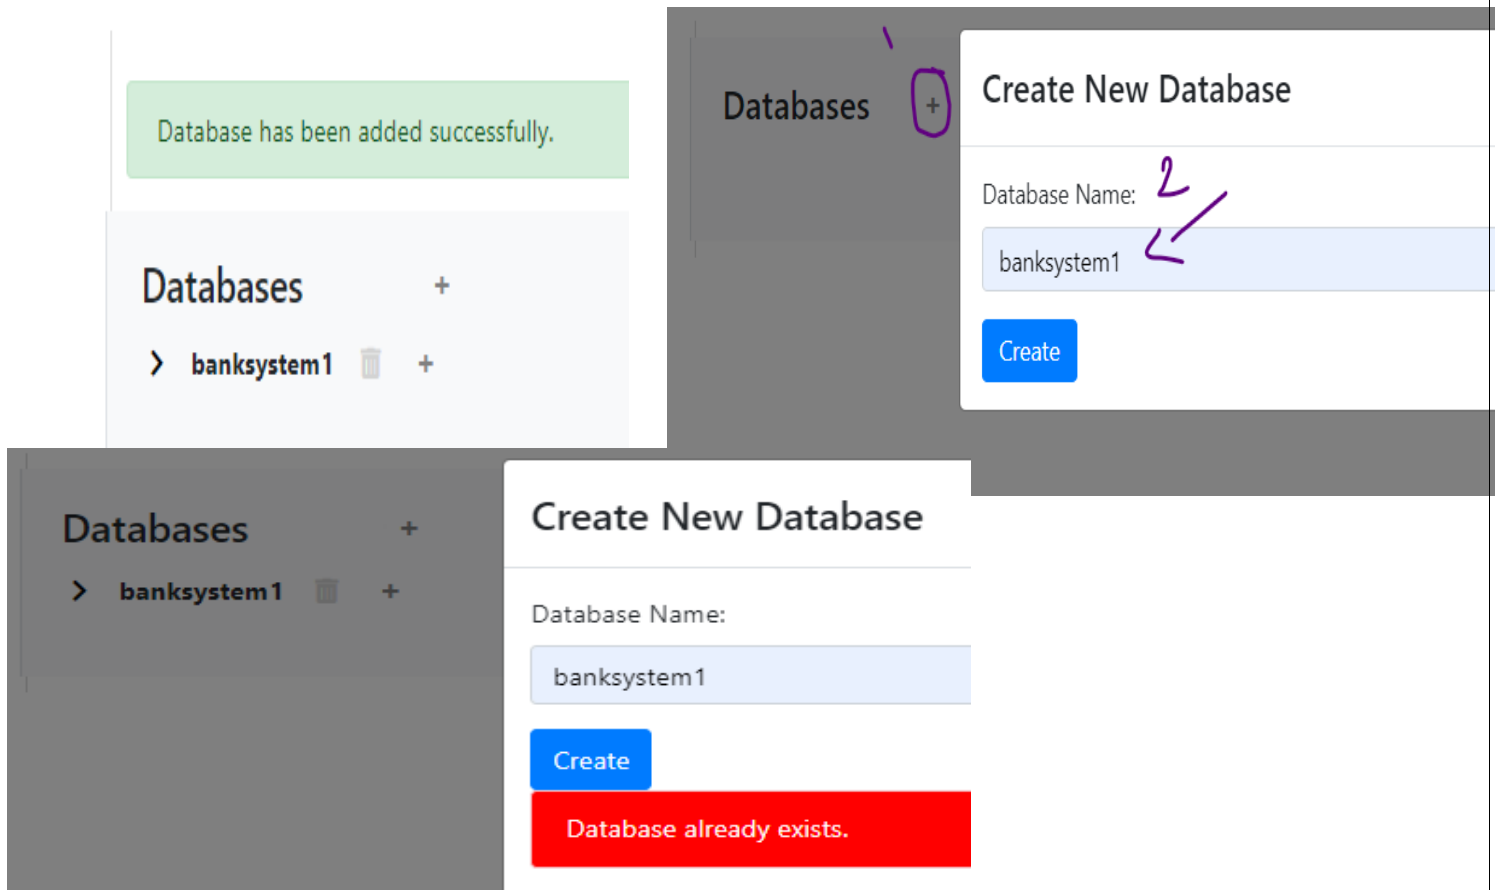 Database has been added successfully.
Databases +
banksystem1 +
1
Databases +
Create New Database
2
Database Name:
banksystem1
Create
Databases +
banksystem1 +
Create New Database
Database Name:
banksystem1
Create
Database already exists.